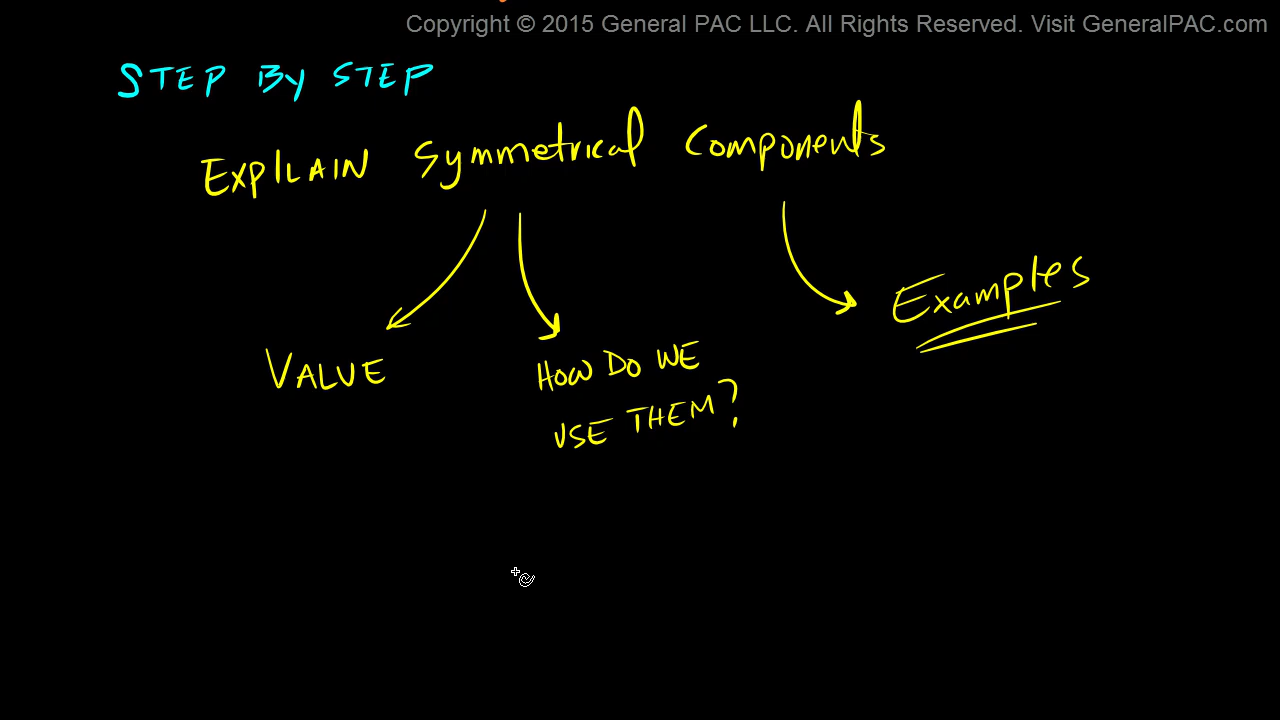 Copyright © 2015 General PAC LLC. All Rights Reserved. Visit GeneralPAC.com
STEP BY STEP
EXPLAIN Symmetrical Components
Examples
VALUE
HOW DO WE
USE THEM?